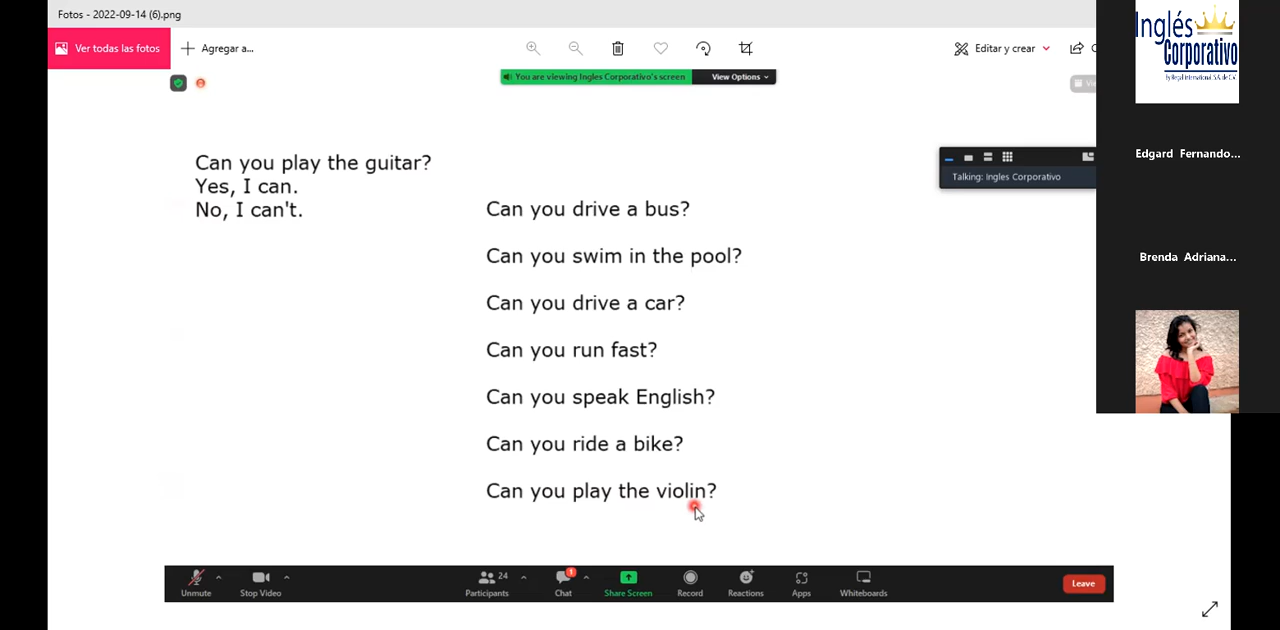 Fotos - 2022-09-14 (6).png
Ver todas las fotos
Agregar a...
Editar y crear
You are viewing Ingles Corporativo's screen
View Options
Talking: Ingles Corporativo
Can you play the guitar?
Yes, I can.
No, I can't.
Can you drive a bus?
Can you swim in the pool?
Can you drive a car?
Can you run fast?
Can you speak English?
Can you ride a bike?
Can you play the violin?
Unmute
Stop Video
24
Participants
1
Chat
Share Screen
Record
Reactions
Apps
Whiteboards
Leave
Inglés
Corporativo
Edgard Fernando...
Brenda Adriana...